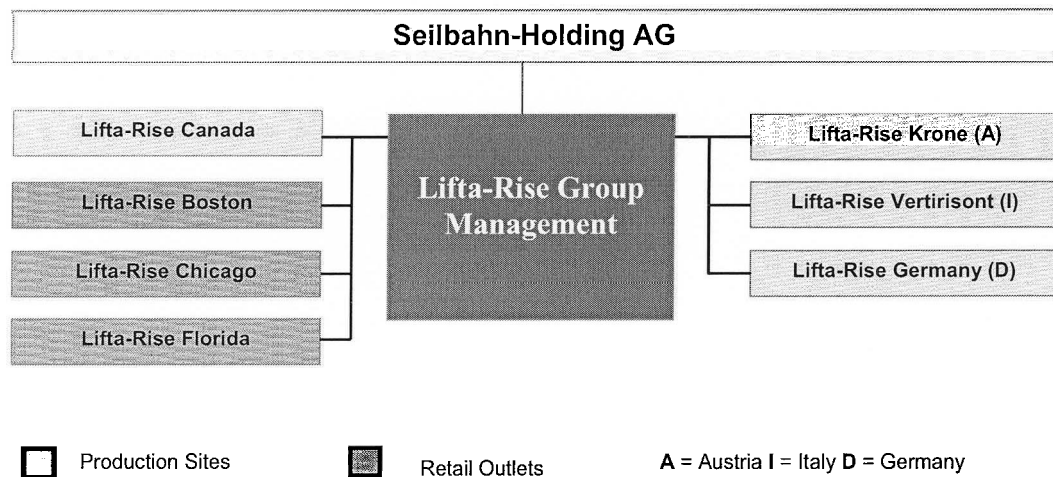 Seilbahn-Holding AG
Lifta-Rise Canada
Lifta-Rise Boston
Lifta-Rise Chicago
Lifta-Rise Florida
Lifta-Rise Group
Management
Lifta-Rise Krone (A)
Lifta-Rise Vertirisont (I)
Lifta-Rise Germany (D)
Production Sites
Retail Outlets
A = Austria I = Italy D = Germany